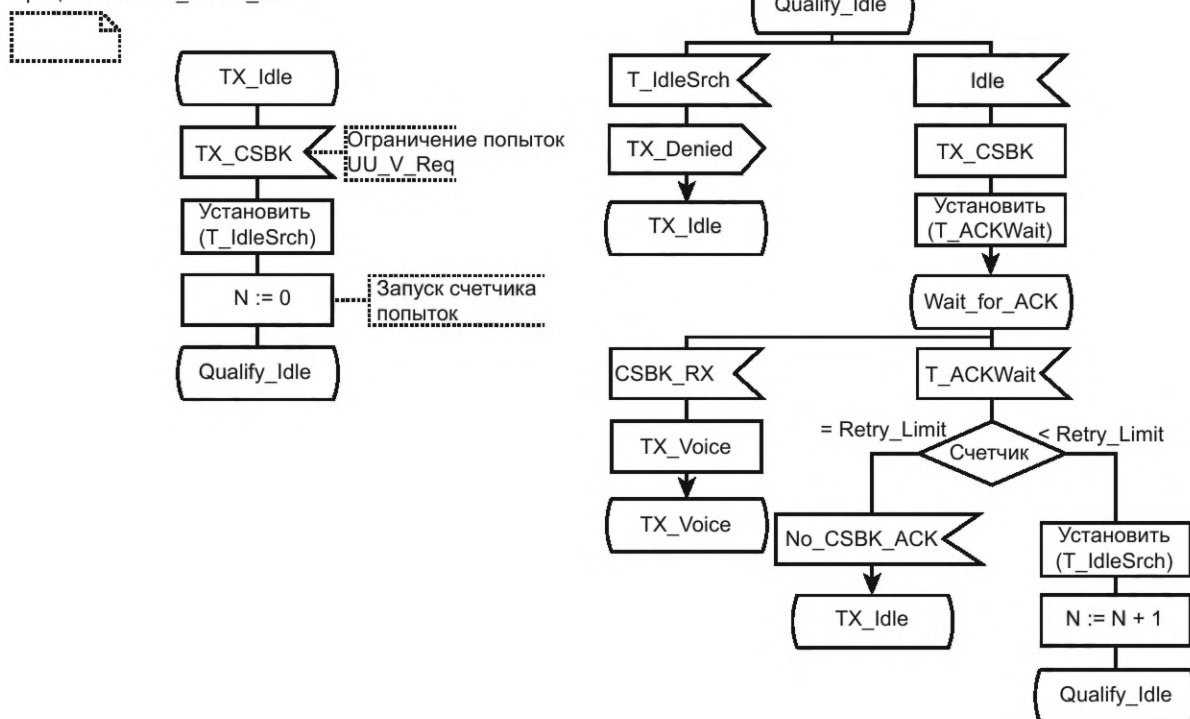 TX_Idle
TX_CSBK
Ограничение попыток
UU_V_Req
Установить
(T_IdleSrch)
N := 0
Запуск счетчика
попыток
Qualify_Idle
Qualify_Idle
T_IdleSrch
Idle
TX_Denied
TX_CSBK
TX_Idle
Установить
(T_ACKWait)
Wait_for_ACK
CSBK_RX
T_ACKWait
TX_Voice
= Retry_Limit
Счетчик
< Retry_Limit
TX_Voice
No_CSBK_ACK
Установить
(T_IdleSrch)
TX_Idle
N := N + 1
Qualify_Idle